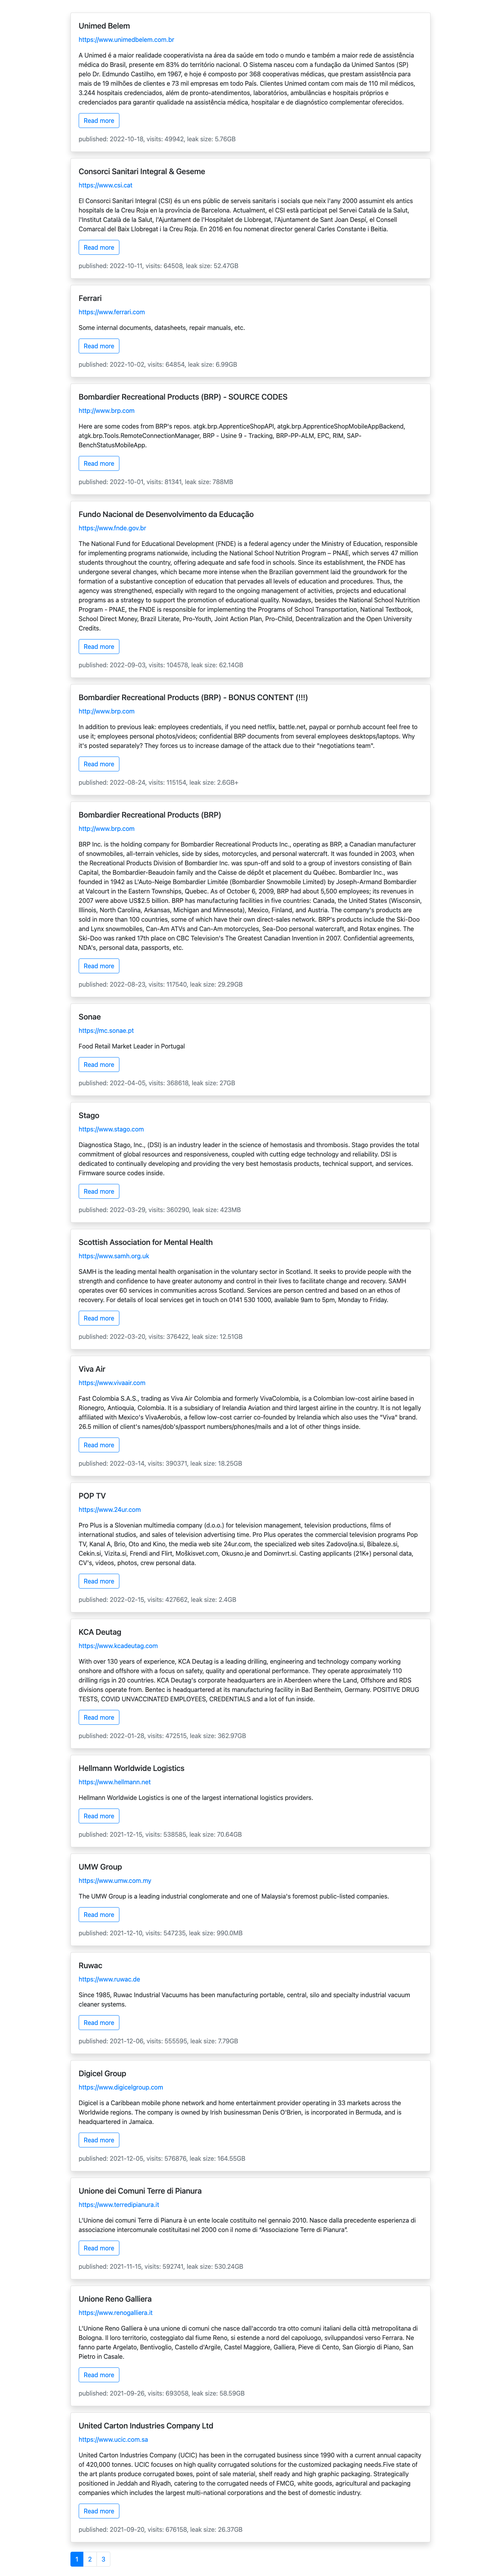 Unimed Belem
https://www.unimedbelem.com.br
A Unimed é a maior realidade cooperativista na área da saúde em todo o mundo e também a maior rede de assistência
médica do Brasil, presente em 83% do território nacional. O Sistema nasceu com a fundação da Unimed Santos (SP)
pelo Dr. Edmundo Castilho, em 1967, e hoje é composto por 368 cooperativas médicas, que prestam assistência para
mais de 19 milhões de clientes e 73 mil empresas em todo País. Clientes Unimed contam com mais de 110 mil médicos,
3.244 hospitais credenciados, além de pronto-atendimentos, laboratórios, ambulâncias e hospitais próprios e
credenciados para garantir qualidade na assistência médica, hospitalar e de diagnóstico complementar oferecidos.
Read more
published: 2022-10-18, visits: 49942, leak size: 5.76GB
Consorci Sanitari Integral & Geseme
https://www.csi.cat
El Consorci Sanitari Integral (CSI) és un ens públic de serveis sanitaris i socials que neix l'any 2000 assumint els antics
hospitals de la Creu Roja en la província de Barcelona. Actualment, el CSI està participat pel Servei Català de la Salut,
l'Institut Català de la Salut, l'Ajuntament de l'Hospitalet de Llobregat, l'Ajuntament de Sant Joan Despí, el Consell
Comarcal del Baix Llobregat i la Creu Roja. En 2016 en fou nomenat director general Carles Constante i Beitia.
Read more
published: 2022-10-11, visits: 64508, leak size: 52.47GB
Ferrari
https://www.ferrari.com
Some internal documents, datasheets, repair manuals, etc.
Read more
published: 2022-10-02, visits: 64854, leak size: 6.99GB
Bombardier Recreational Products (BRP) - SOURCE CODES
http://www.brp.com
Here are some codes from BRP's repos. atgk.brp.ApprenticeShopAPI, atgk.brp.ApprenticeShopMobileAppBackend,
atgk.brp.Tools.RemoteConnectionManager, BRP - Usine 9 - Tracking, BRP-PP-ALM, EPC, RIM, SAP-
BenchStatusMobileApp.
Read more
published: 2022-10-01, visits: 81341, leak size: 788MB
Fundo Nacional de Desenvolvimento da Educação
https://www.fnde.gov.br
The National Fund for Educational Development (FNDE) is a federal agency under the Ministry of Education, responsible
for implementing programs nationwide, including the National School Nutrition Program – PNAE, which serves 47 million
students throughout the country, offering adequate and safe food in schools. Since its establishment, the FNDE has
undergone several changes, which became more intense when the Brazilian government laid the groundwork for the
formation of a substantive conception of education that pervades all levels of education and procedures. Thus, the
agency was strengthened, especially with regard to the ongoing management of activities, projects and educational
programs as a strategy to support the promotion of educational quality. Nowadays, besides the National School Nutrition
Program - PNAE, the FNDE is responsible for implementing the Programs of School Transportation, National Textbook,
School Direct Money, Brazil Literate, Pro-Youth, Joint Action Plan, Pro-Child, Decentralization and the Open University
Credits.
Read more
published: 2022-09-03, visits: 104578, leak size: 62.14GB
Bombardier Recreational Products (BRP) - BONUS CONTENT (!!!)
http://www.brp.com
In addition to previous leak: employees credentials, if you need netflix, battle.net, paypal or pornhub account feel free to
use it; employees personal photos/videos; confidential BRP documents from several employees desktops/laptops. Why
it's posted separately? They forces us to increase damage of the attack due to their "negotiations team".
Read more
published: 2022-08-24, visits: 115154, leak size: 2.6GB+
Bombardier Recreational Products (BRP)
http://www.brp.com
BRP Inc. is the holding company for Bombardier Recreational Products Inc., operating as BRP, a Canadian manufacturer
of snowmobiles, all-terrain vehicles, side by sides, motorcycles, and personal watercraft. It was founded in 2003, when
the Recreational Products Division of Bombardier Inc. was spun-off and sold to a group of investors consisting of Bain
Capital, the Bombardier-Beaudoin family and the Caisse de dépôt et placement du Québec. Bombardier Inc., was
founded in 1942 as L'Auto-Neige Bombardier Limitée (Bombardier Snowmobile Limited) by Joseph-Armand Bombardier
at Valcourt in the Eastern Townships, Quebec. As of October 6, 2009, BRP had about 5,500 employees; its revenues in
2007 were above US$2.5 billion. BRP has manufacturing facilities in five countries: Canada, the United States (Wisconsin,
Illinois, North Carolina, Arkansas, Michigan and Minnesota), Mexico, Finland, and Austria. The company's products are
sold in more than 100 countries, some of which have their own direct-sales network. BRP's products include the Ski-Doo
and Lynx snowmobiles, Can-Am ATVs and Can-Am motorcycles, Sea-Doo personal watercraft, and Rotax engines. The
Ski-Doo was ranked 17th place on CBC Television's The Greatest Canadian Invention in 2007. Confidential agreements,
NDA's, personal data, passports, etc.
Read more
published: 2022-08-23, visits: 117540, leak size: 29.29GB
Sonae
https://mc.sonae.pt
Food Retail Market Leader in Portugal
Read more
published: 2022-04-05, visits: 368618, leak size: 27GB
Stago
https://www.stago.com
Diagnostica Stago, Inc., (DSI) is an industry leader in the science of hemostasis and thrombosis. Stago provides the total
commitment of global resources and responsiveness, coupled with cutting edge technology and reliability. DSI is
dedicated to continually developing and providing the very best hemostasis products, technical support, and services.
Firmware source codes inside.
Read more
published: 2022-03-29, visits: 360290, leak size: 423MB
Scottish Association for Mental Health
https://www.samh.org.uk
SAMH is the leading mental health organisation in the voluntary sector in Scotland. It seeks to provide people with the
strength and confidence to have greater autonomy and control in their lives to facilitate change and recovery. SAMH
operates over 60 services in communities across Scotland. Services are person centred and based on an ethos of
recovery. For details of local services get in touch on 0141 530 1000, available 9am to 5pm, Monday to Friday.
Read more
published: 2022-03-20, visits: 376422, leak size: 12.51GB
Viva Air
https://www.vivaair.com
Fast Colombia S.A.S., trading as Viva Air Colombia and formerly VivaColombia, is a Colombian low-cost airline based in
Rionegro, Antioquia, Colombia. It is a subsidiary of Irelandia Aviation and third largest airline in the country. It is not legally
affiliated with Mexico's VivaAerobús, a fellow low-cost carrier co-founded by Irelandia which also uses the "Viva" brand.
26.5 million of client's names/dob's/passport numbers/phones/mails and a lot of other things inside.
Read more
published: 2022-03-14, visits: 390371, leak size: 18.25GB
POP TV
https://www.24ur.com
Pro Plus is a Slovenian multimedia company (d.o.o.) for television management, television productions, films of
international studios, and sales of television advertising time. Pro Plus operates the commercial television programs Pop
TV, Kanal A, Brio, Oto and Kino, the media web site 24ur.com, the specialized web sites Zadovoljna.si, Bibaleze.si,
Cekin.si, Vizita.si, Frendi and Flirt, Moškisvet.com, Okusno.je and Dominvrt.si. Casting applicants (21K+) personal data,
CV's, videos, photos, crew personal data.
Read more
published: 2022-02-15, visits: 427662, leak size: 2.4GB
KCA Deutag
https://www.kcadeutag.com
With over 130 years of experience, KCA Deutag is a leading drilling, engineering and technology company working
onshore and offshore with a focus on safety, quality and operational performance. They operate approximately 110
drilling rigs in 20 countries. KCA Deutag's corporate headquarters are in Aberdeen where the Land, Offshore and RDS
divisions operate from. Bentec is headquartered at its manufacturing facility in Bad Bentheim, Germany. POSITIVE DRUG
TESTS, COVID UNVACCINATED EMPLOYEES, CREDENTIALS and a lot of fun inside.
Read more
published: 2022-01-28, visits: 472515, leak size: 362.97GB
Hellmann Worldwide Logistics
https://www.hellmann.net
Hellmann Worldwide Logistics is one of the largest international logistics providers.
Read more
published: 2021-12-15, visits: 538585, leak size: 70.64GB
UMW Group
https://www.umw.com.my
The UMW Group is a leading industrial conglomerate and one of Malaysia's foremost public-listed companies.
Read more
published: 2021-12-10, visits: 547235, leak size: 990.0MB
Ruwac
https://www.ruwac.de
Since 1985, Ruwac Industrial Vacuums has been manufacturing portable, central, silo and specialty industrial vacuum
cleaner systems.
Read more
published: 2021-12-06, visits: 555595, leak size: 7.79GB
Digicel Group
https://www.digicelgroup.com
Digicel is a Caribbean mobile phone network and home entertainment provider operating in 33 markets across the
Worldwide regions. The company is owned by Irish businessman Denis O'Brien, is incorporated in Bermuda, and is
headquartered in Jamaica.
Read more
published: 2021-12-05, visits: 576876, leak size: 164.55GB
Unione dei Comuni Terre di Pianura
https://www.terredipianura.it
L'Unione dei comuni Terre di Pianura è un ente locale costituito nel gennaio 2010. Nasce dalla precedente esperienza di
associazione intercomunale costituitasi nel 2000 con il nome di "Associazione Terre di Pianura".
Read more
published: 2021-11-15, visits: 592741, leak size: 530.24GB
Unione Reno Galliera
https://www.renogalliera.it
L'Unione Reno Galliera è una unione di comuni che nasce dall'accordo tra otto comuni italiani della città metropolitana di
Bologna. Il loro territorio, costeggiato dal fiume Reno, si estende a nord del capoluogo, sviluppandosi verso Ferrara. Ne
fanno parte Argelato, Bentivoglio, Castello d'Argile, Castel Maggiore, Galliera, Pieve di Cento, San Giorgio di Piano, San
Pietro in Casale.
Read more
published: 2021-09-26, visits: 693058, leak size: 58.59GB
United Carton Industries Company Ltd
https://www.ucic.com.sa
United Carton Industries Company (UCIC) has been in the corrugated business since 1990 with a current annual capacity
of 420,000 tonnes. UCIC focuses on high quality corrugated solutions for the customized packaging needs.Five state of
the art plants produce corrugated boxes, point of sale material, shelf ready and high graphic packaging. Strategically
positioned in Jeddah and Riyadh, catering to the corrugated needs of FMCG, white goods, agricultural and packaging
companies which includes the largest multi-national corporations and the best of domestic industry.
Read more
published: 2021-09-20, visits: 676158, leak size: 26.37GB
1 2 3